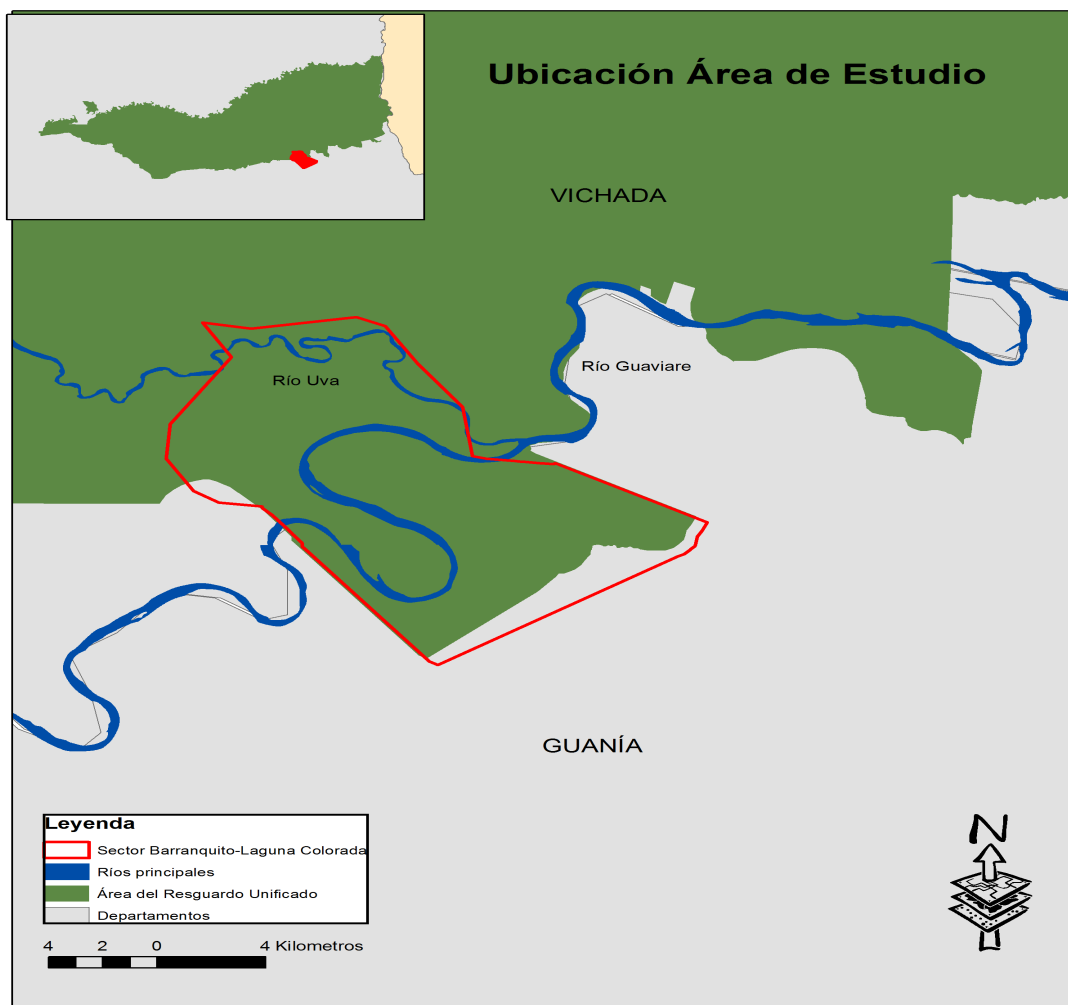 Ubicación Área de Estudio
VICHADA
Río Guaviare
Río Uva
GUANÍA
Leyenda
Sector Barranquito-Laguna Colorada
Ríos principales
Área del Resguardo Unificado
Departamentos
4 2 0 4 Kilometros
N